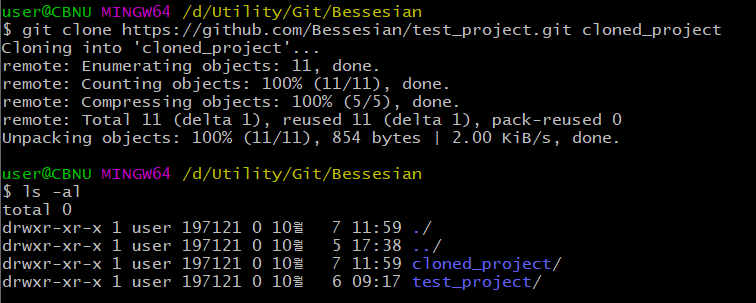 user@CBNU MINGW64 /d/Utility/Git/Bessesian
$ git clone https://github.com/Bessesian/test_project.git cloned_project
Cloning into 'cloned_project'...
remote: Enumerating objects: 11, done.
remote: Counting objects: 100% (11/11), done.
remote: Compressing objects: 100% (5/5), done.
remote: Total 11 (delta 1), reused 11 (delta 1), pack-reused 0
Unpacking objects: 100% (11/11), 854 bytes | 2.00 KiB/s, done.
user@CBNU MINGW64 /d/Utility/Git/Bessesian
$ ls -al
total 0
drwxr-xr-x 1 user 197121 0 10월  7 11:59 ./
drwxr-xr-x 1 user 197121 0 10월  5 17:38 ../
drwxr-xr-x 1 user 197121 0 10월  7 11:59 cloned_project/
drwxr-xr-x 1 user 197121 0 10월  6 09:17 test_project/